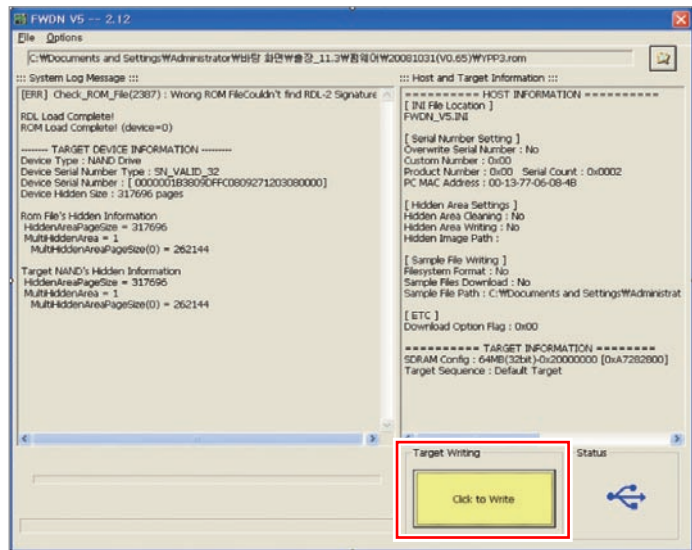 FWDN V5 -- 2.12
File Options
C:₩Documents and Settings₩Administrator₩바탕 화면₩출장_11.3₩펌웨어₩20081031(V0.65)₩YPP3.rom
::: System Log Message :::
[ERR] Check_ROM_File(2387) : Wrong ROM FileCouldn't find RDL-2 Signature
RDL Load Complete!
ROM Load Complete! (device=0)
------- TARGET DEVICE INFORMATION --------
Device Type : NAND Drive
Device Serial Number Type : SN_VALID_32
Device Serial Number : [ 0000001B3809DFFC0809271203080000]
Device Hidden Size : 317696 pages
Rom File's Hidden Information
HiddenAreaPageSize = 317696
MultiHiddenArea = 1
MultiHiddenAreaPageSize(0) = 262144
Target NAND's Hidden Information
HiddenAreaPageSize = 317696
MultiHiddenArea = 1
MultiHiddenAreaPageSize(0) = 262144
::: Host and Target Information :::
========== HOST INFORMATION ==========
[ INI File Location ]
FWDN_V5.INI
[ Serial Number Setting ]
Overwrite Serial Number : No
Custom Number : 0x00
Product Number : 0x00 Serial Count : 0x0002
PC MAC Address : 00-13-77-06-08-4B
[ Hidden Area Settings ]
Hidden Area Cleaning : No
Hidden Area Writing : No
Hidden Image Path :
[ Sample File Writing ]
Filesystem Format : No
Sample Files Download : No
Sample File Path : C:₩Documents and Settings₩Administrat
[ ETC ]
Download Option Flag : 0x00
========== TARGET INFORMATION ========
SDRAM Config : 64MB(32bit)-0x20000000 [0xA7282800]
Target Sequence : Default Target
Target Writing
Click to Write
Status